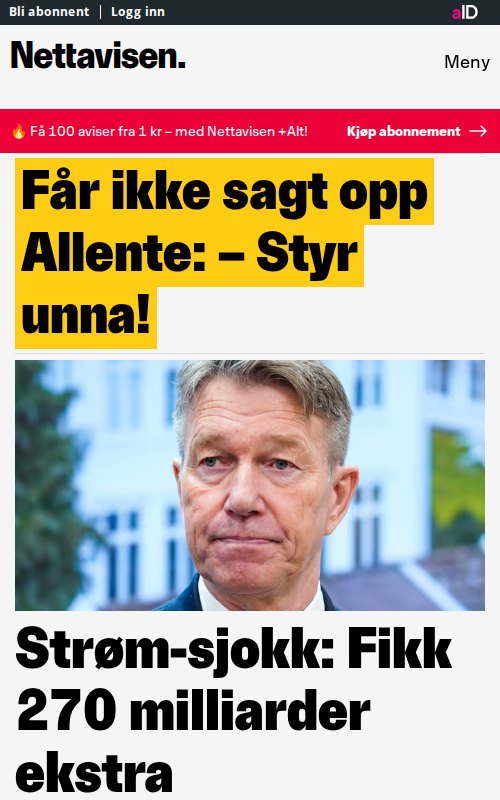 Bli abonnent | Logg inn
aID
Nettavisen.
Meny
🔥 Få 100 aviser fra 1 kr – med Nettavisen +Alt!
Kjøp abonnement →
Får ikke sagt opp
Allente: – Styr
unna!
Strøm-sjokk: Fikk
270 milliarder
ekstra